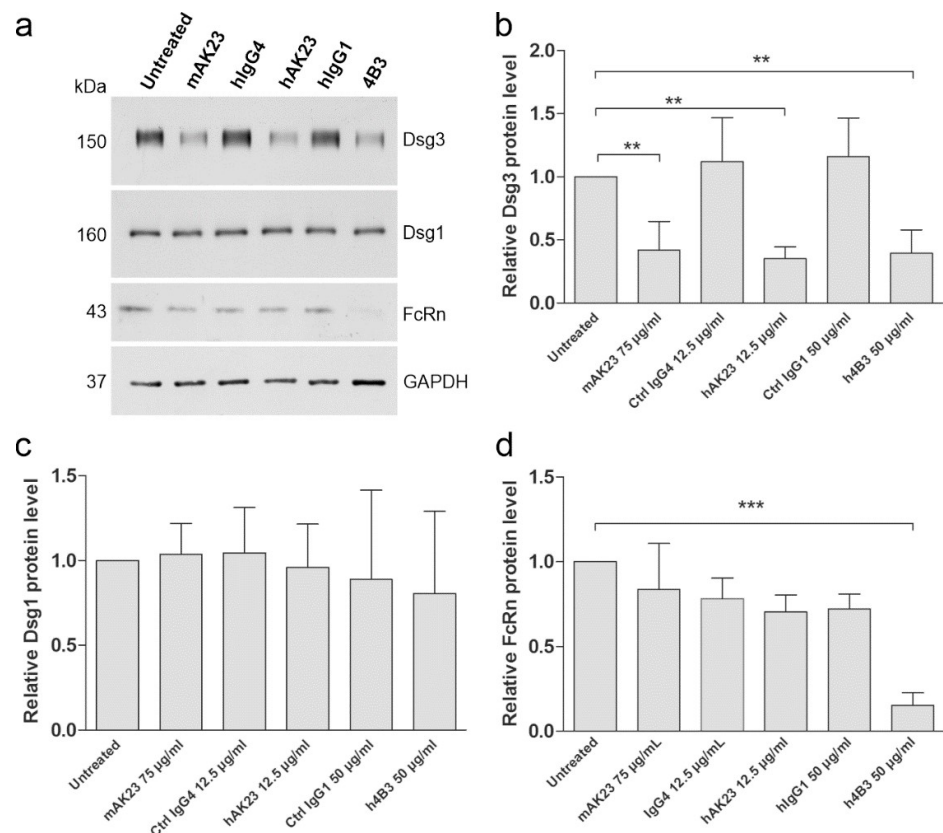 a
kDa
Untreated mAK23 hIgG4 hAK23 hIgG1 4B3
150 Dsg3
160 Dsg1
43 FcRn
37 GAPDH
b
Relative Dsg3 protein level
2.0
1.5
1.0
0.5
0.0
**
**
**
Untreated
mAK23 75 µg/ml
Ctrl IgG4 12.5 µg/ml
hAK23 12.5 µg/ml
Ctrl IgG1 50 µg/ml
h4B3 50 µg/ml
c
Relative Dsg1 protein level
1.5
1.0
0.5
0.0
Untreated
mAK23 75 µg/ml
Ctrl IgG4 12.5 µg/ml
hAK23 12.5 µg/ml
Ctrl IgG1 50 µg/ml
h4B3 50 µg/ml
d
Relative FcRn protein level
1.5
1.0
0.5
0.0
***
Untreated
mAK23 75 µg/mL
IgG4 12.5 µg/mL
hAK23 12.5 µg/ml
hIgG1 50 µg/ml
h4B3 50 µg/ml